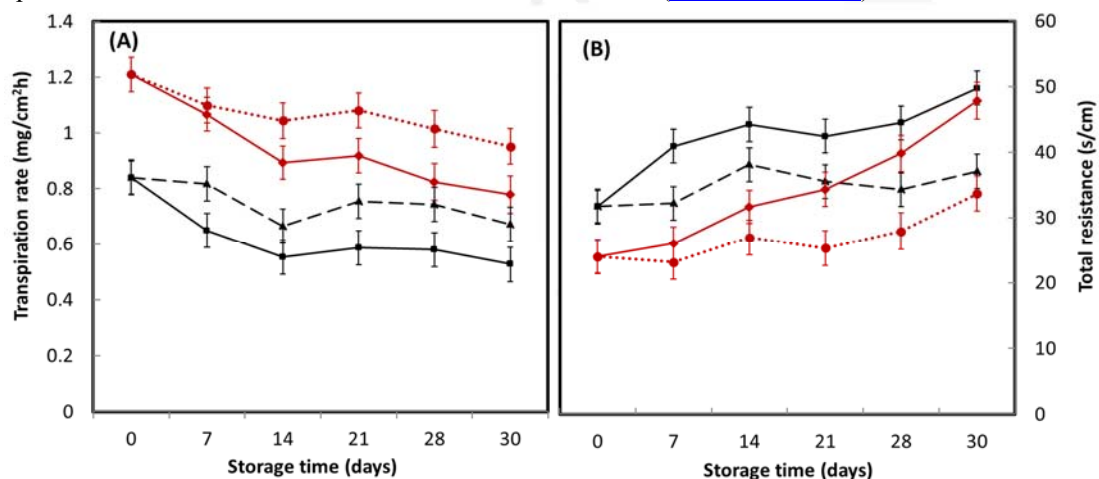 (A)
Transpiration rate (mg/cm²h)
1.4
1.2
1
0.8
0.6
0.4
0.2
0
0 7 14 21 28 30
Storage time (days)
(B)
60
50
40
30
20
10
0
Total resistance (s/cm)
0 7 14 21 28 30
Storage time (days)